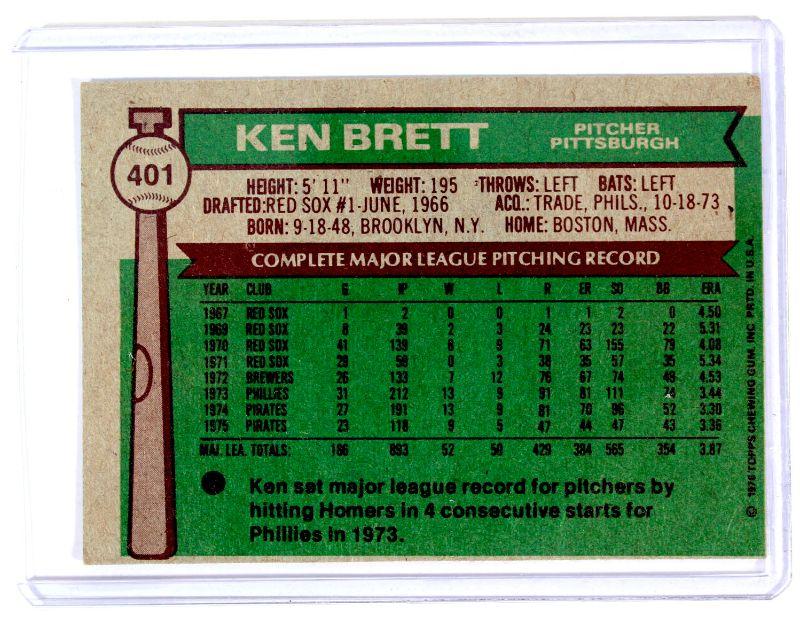 KEN BRETT PITCHER
PITTSBURGH
401
HEIGHT: 5' 11" WEIGHT: 195 THROWS: LEFT BATS: LEFT
DRAFTED: RED SOX #1-JUNE, 1966 ACQ.: TRADE, PHILS., 10-18-73
BORN: 9-18-48, BROOKLYN, N.Y. HOME: BOSTON, MASS.
COMPLETE MAJOR LEAGUE PITCHING RECORD
YEAR CLUB G IP W L R ER SO BB ERA
1967 RED SOX 1 2 0 0 1 1 2 0 4.50
1969 RED SOX 8 39 2 3 24 23 23 22 5.31
1970 RED SOX 41 139 8 9 71 63 155 79 4.08
1971 RED SOX 29 59 0 3 38 35 57 35 5.34
1972 BREWERS 26 133 7 12 76 67 74 48 4.53
1973 PHILLIES 31 212 13 9 91 81 111 74 3.44
1974 PIRATES 27 191 13 9 81 70 96 52 3.30
1975 PIRATES 23 118 9 5 47 44 47 43 3.36
MAJ. LEA. TOTALS: 186 893 52 50 429 384 565 354 3.87
Ken set major league record for pitchers by
hitting Homers in 4 consecutive starts for
Phillies in 1973.
© 1976 TOPPS CHEWING GUM, INC. PRTD. IN U.S.A.